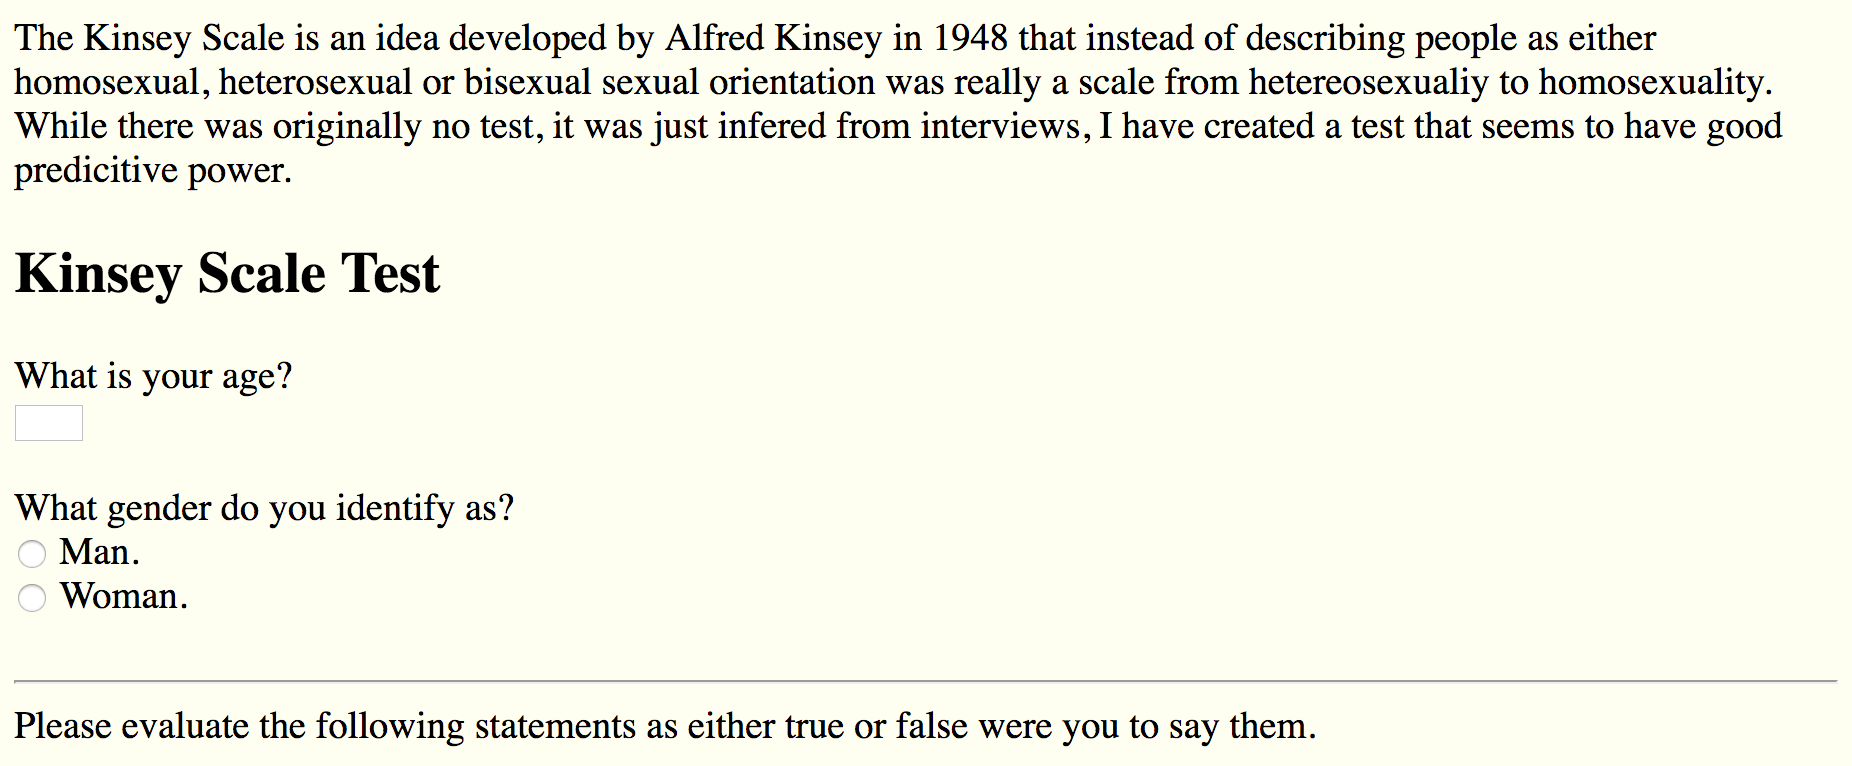 The Kinsey Scale is an idea developed by Alfred Kinsey in 1948 that instead of describing people as either
homosexual, heterosexual or bisexual sexual orientation was really a scale from hetereosexualiy to homosexuality.
While there was originally no test, it was just infered from interviews, I have created a test that seems to have good
predicitive power.
Kinsey Scale Test
What is your age?
What gender do you identify as?
Man.
Woman.
Please evaluate the following statements as either true or false were you to say them.